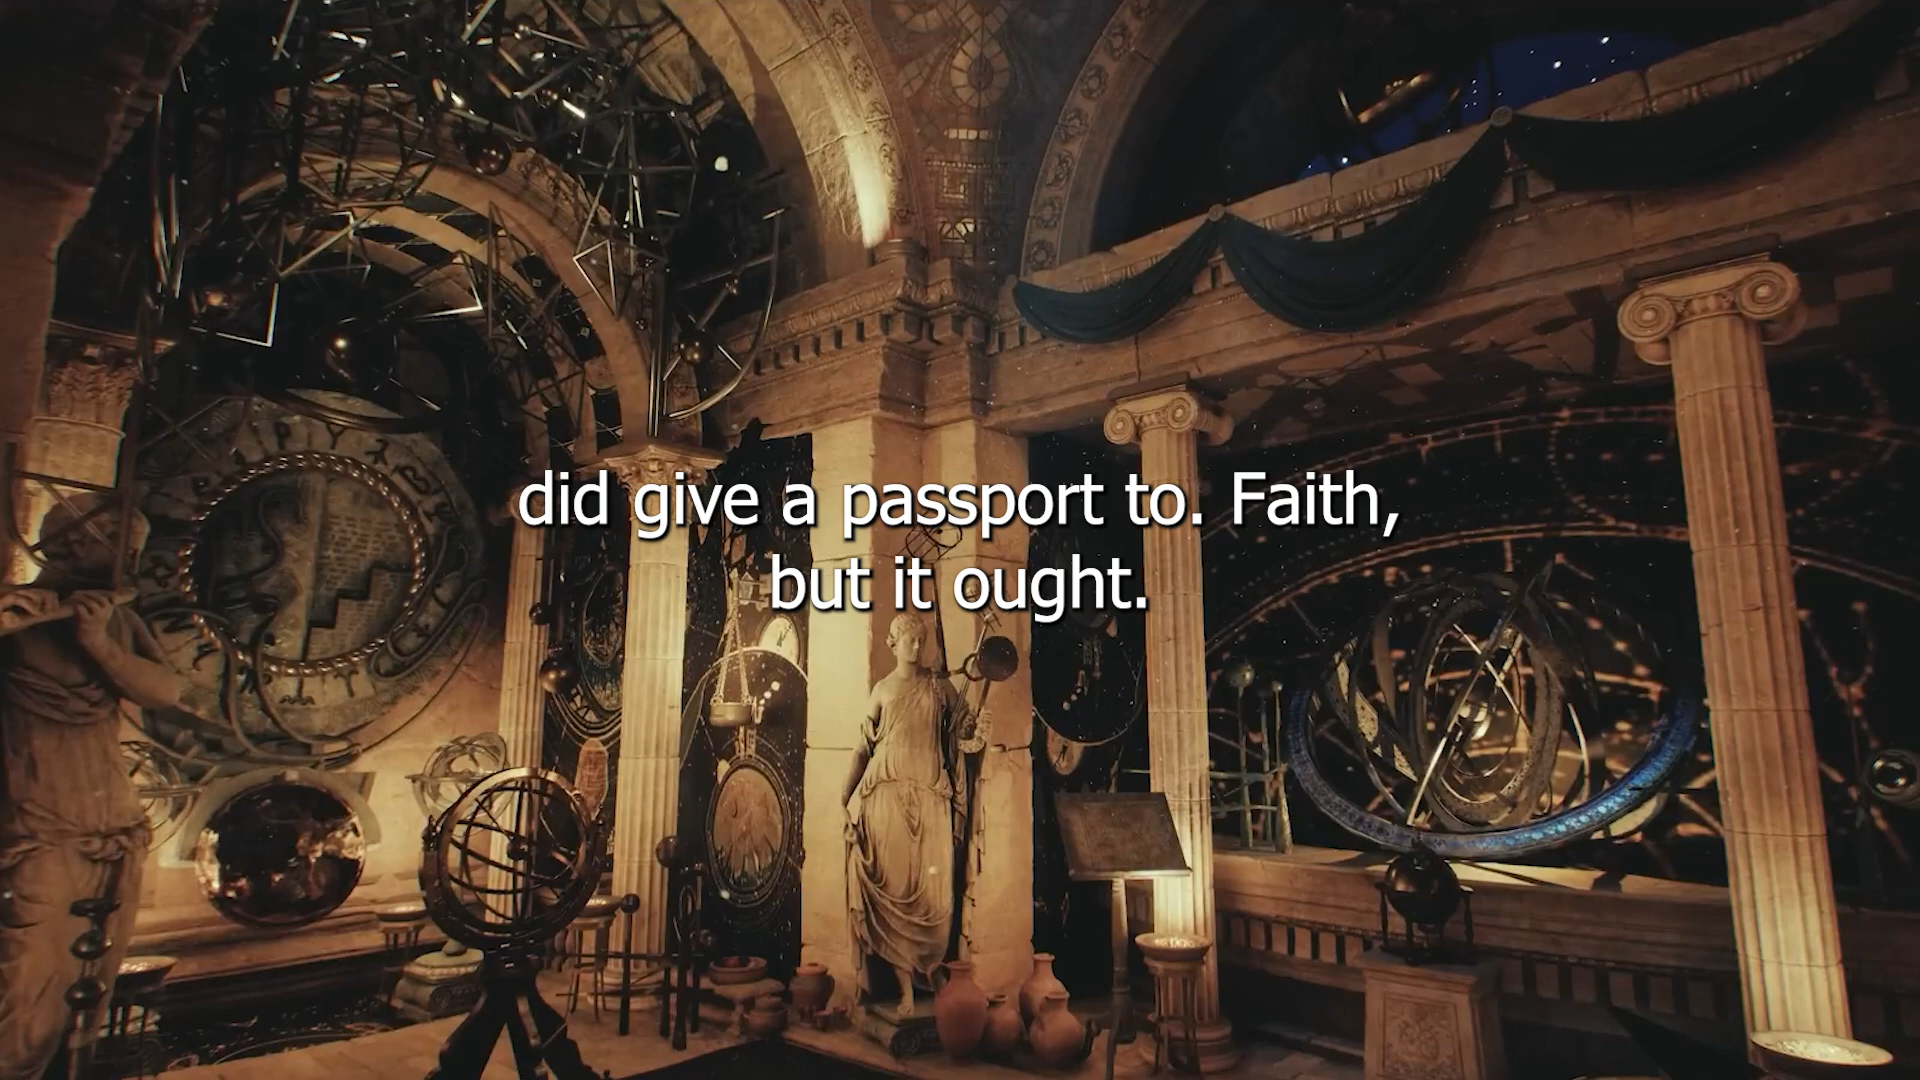 did give a passport to. Faith,
but it ought.